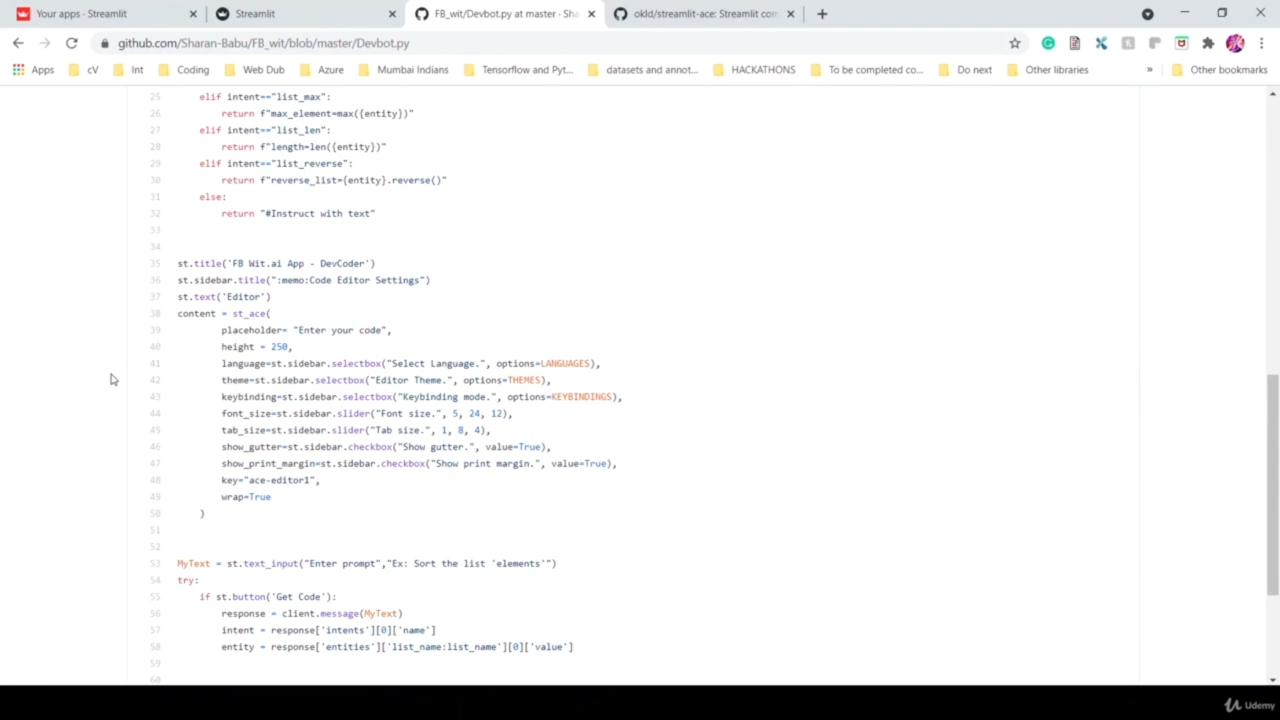 Your apps · Streamlit
Streamlit
FB_wit/Devbot.py at master · Sha
okld/streamlit-ace: Streamlit com
github.com/Sharan-Babu/FB_wit/blob/master/Devbot.py
Apps
cV
Int
Coding
Web Dub
Azure
Mumbai Indians
Tensorflow and Pyt...
datasets and annot...
HACKATHONS
To be completed co...
Do next
Other libraries
»
Other bookmarks
25 elif intent=="list_max":
26 return f"max_element=max({entity})"
27 elif intent=="list_len":
28 return f"length=len({entity})"
29 elif intent=="list_reverse":
30 return f"reverse_list={entity}.reverse()"
31 else:
32 return "#Instruct with text"
33
34
35 st.title('FB Wit.ai App - DevCoder')
36 st.sidebar.title(":memo:Code Editor Settings")
37 st.text('Editor')
38 content = st_ace(
39 placeholder= "Enter your code",
40 height = 250,
41 language=st.sidebar.selectbox("Select Language.", options=LANGUAGES),
42 theme=st.sidebar.selectbox("Editor Theme.", options=THEMES),
43 keybinding=st.sidebar.selectbox("Keybinding mode.", options=KEYBINDINGS),
44 font_size=st.sidebar.slider("Font size.", 5, 24, 12),
45 tab_size=st.sidebar.slider("Tab size.", 1, 8, 4),
46 show_gutter=st.sidebar.checkbox("Show gutter.", value=True),
47 show_print_margin=st.sidebar.checkbox("Show print margin.", value=True),
48 key="ace-editor1",
49 wrap=True
50 )
51
52
53 MyText = st.text_input("Enter prompt","Ex: Sort the list 'elements'")
54 try:
55 if st.button('Get Code'):
56 response = client.message(MyText)
57 intent = response['intents'][0]['name']
58 entity = response['entities']['list_name:list_name'][0]['value']
59
60
Udemy